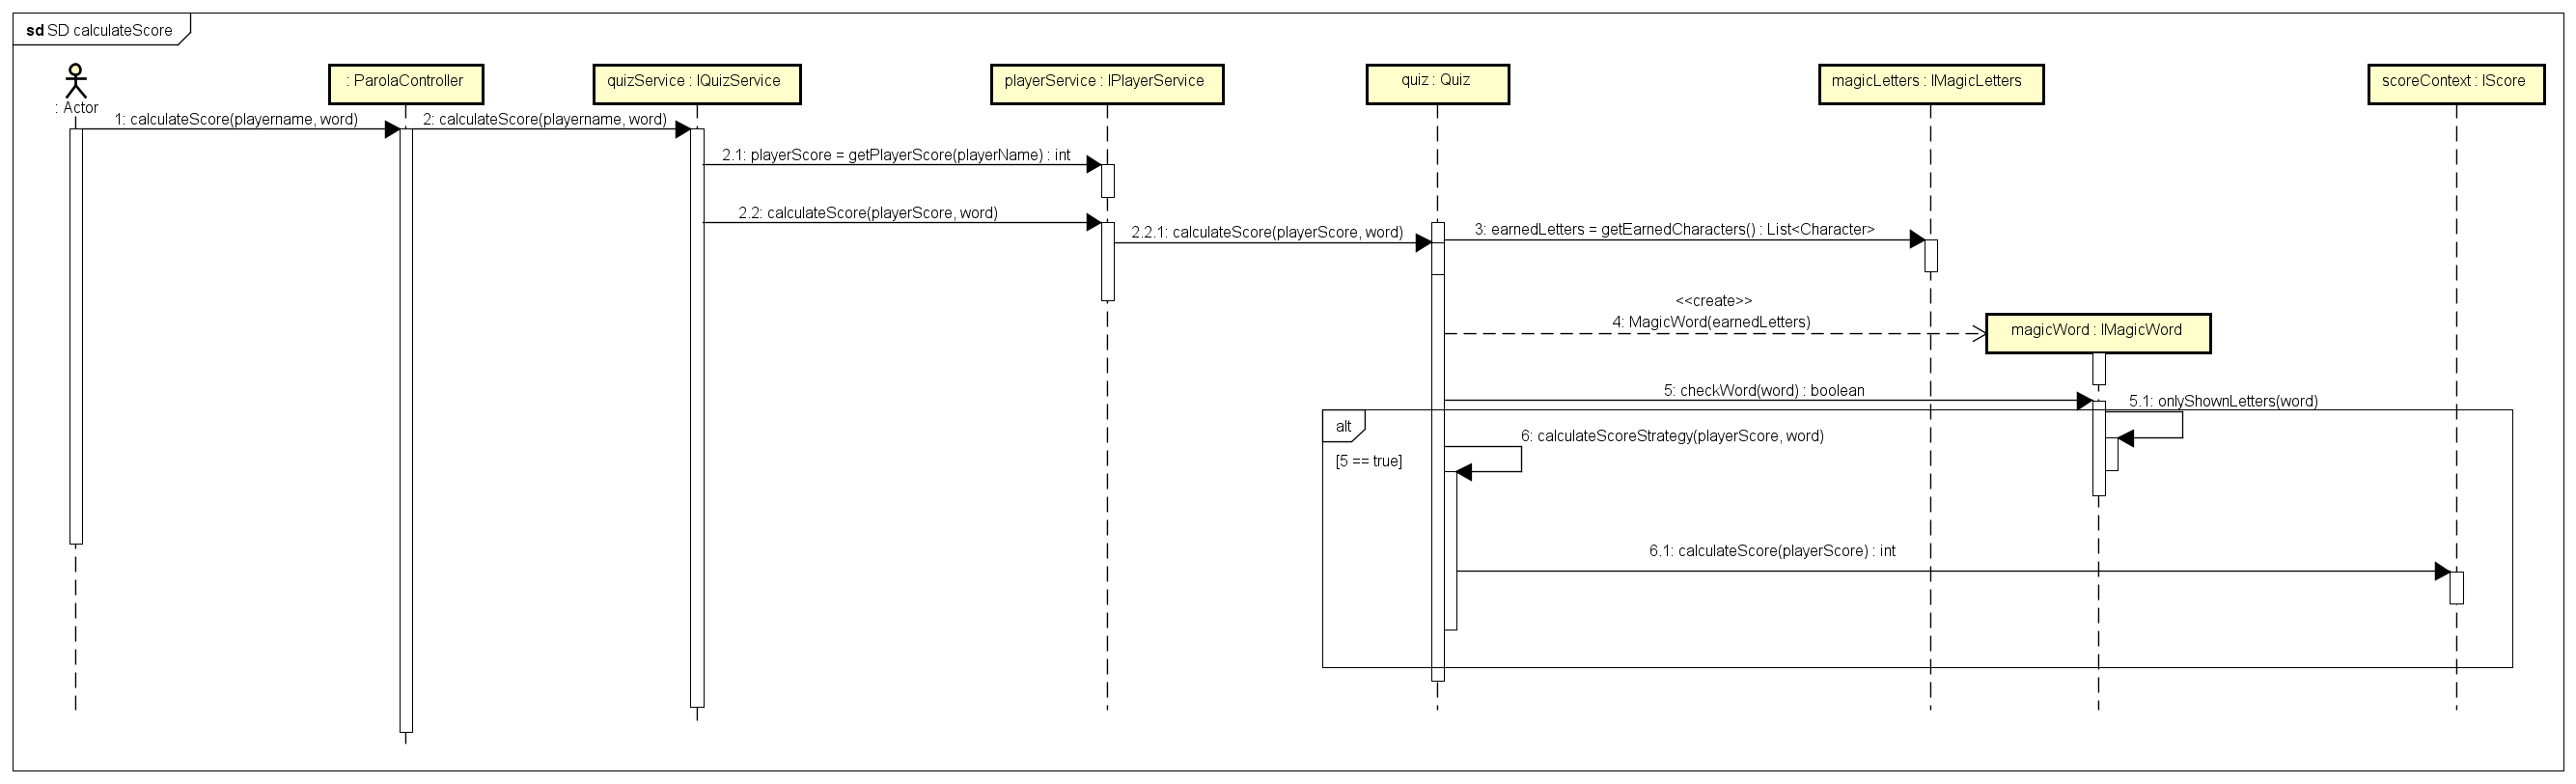 sd SD calculateScore
: Actor
: ParolaController
quizService : IQuizService
playerService : IPlayerService
quiz : Quiz
magicLetters : IMagicLetters
scoreContext : IScore
1: calculateScore(playername, word)
2: calculateScore(playername, word)
2.1: playerScore = getPlayerScore(playerName) : int
2.2: calculateScore(playerScore, word)
2.2.1: calculateScore(playerScore, word)
3: earnedLetters = getEarnedCharacters() : List<Character>
<<create>>
4: MagicWord(earnedLetters)
magicWord : IMagicWord
5: checkWord(word) : boolean
5.1: onlyShownLetters(word)
alt
6: calculateScoreStrategy(playerScore, word)
[5 == true]
6.1: calculateScore(playerScore) : int